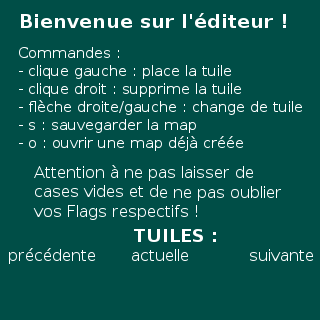 Bienvenue sur l'éditeur !
Commandes :
- clique gauche : place la tuile
- clique droit : supprime la tuile
- flèche droite/gauche : change de tuile
- s : sauvegarder la map
- o : ouvrir une map déjà créée
Attention à ne pas laisser de
cases vides et de ne pas oublier
vos Flags respectifs !
TUILES :
précédente actuelle suivante